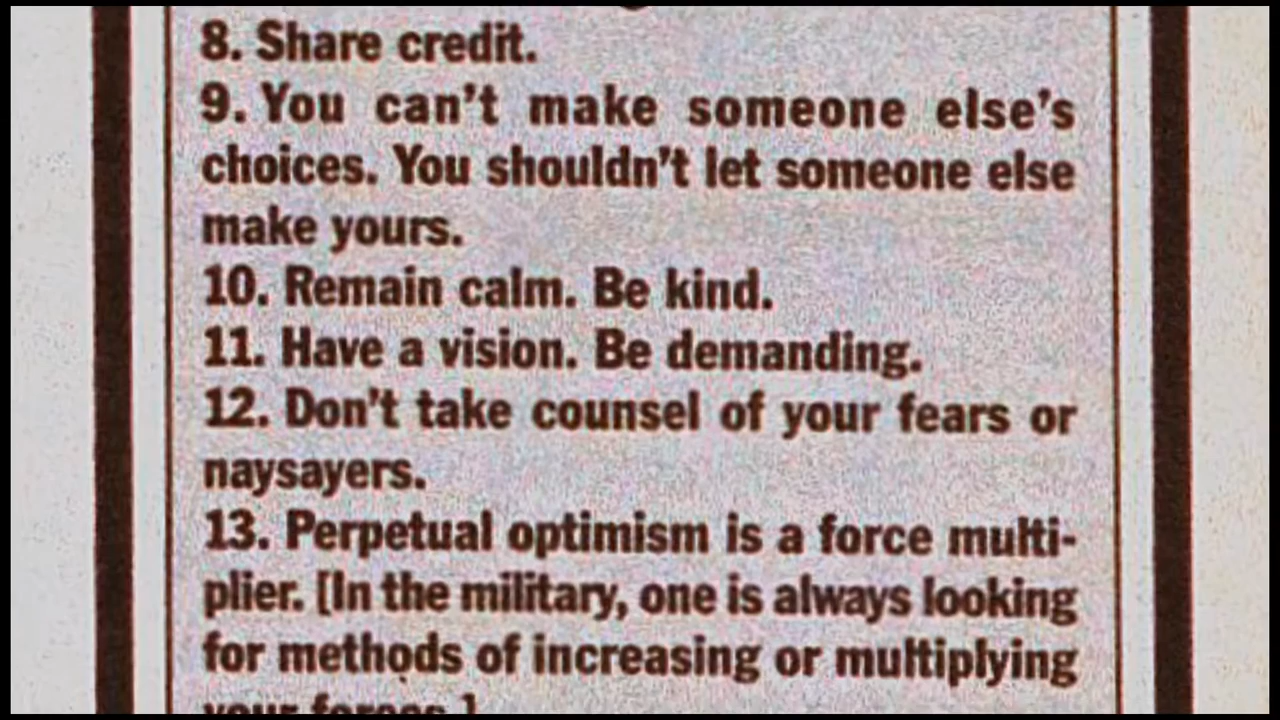 8. Share credit.
9. You can't make someone else's
choices. You shouldn't let someone else
make yours.
10. Remain calm. Be kind.
11. Have a vision. Be demanding.
12. Don't take counsel of your fears or
naysayers.
13. Perpetual optimism is a force multi-
plier. [In the military, one is always looking
for methods of increasing or multiplying
your forces.]